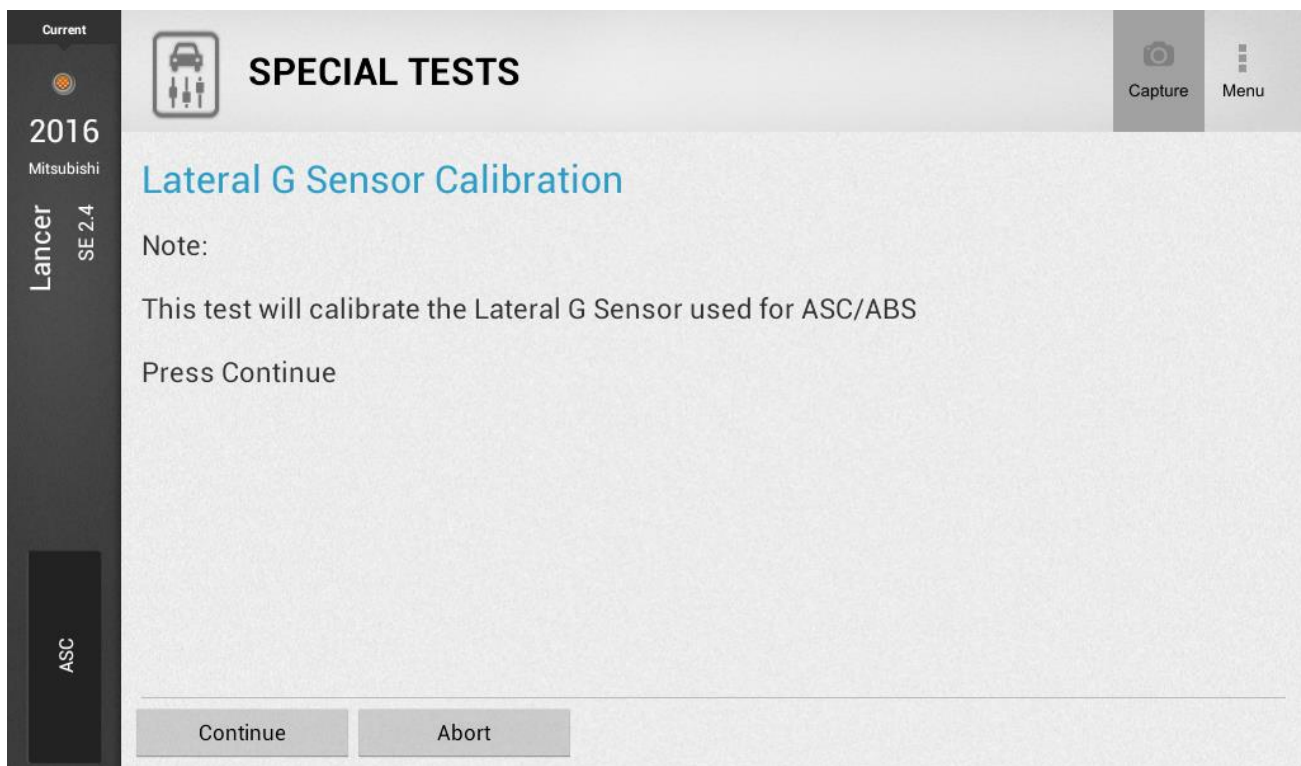 Current
2016
Mitsubishi
Lancer
SE 2.4
ASC
SPECIAL TESTS
Capture
Menu
Lateral G Sensor Calibration
Note:
This test will calibrate the Lateral G Sensor used for ASC/ABS
Press Continue
Continue
Abort